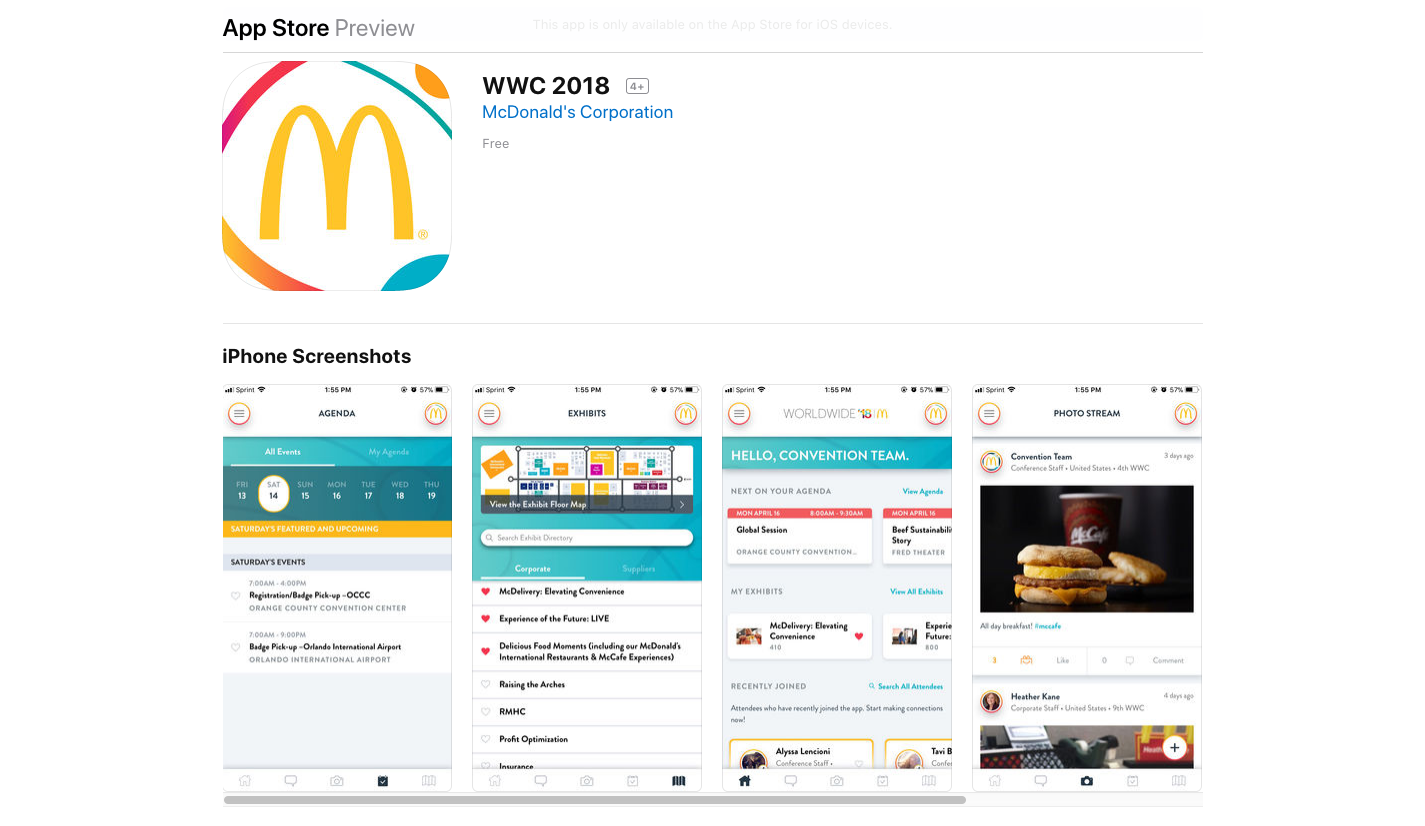 App Store Preview
This app is only available on the App Store for iOS devices.
WWC 2018 4+
McDonald's Corporation
Free
®
iPhone Screenshots
Sprint 1:55 PM 57%
AGENDA
All Events My Agenda
FRI SAT SUN MON TUE WED THU
13 14 15 16 17 18 19
SATURDAY'S FEATURED AND UPCOMING
SATURDAY'S EVENTS
7:00AM - 4:00PM
Registration/Badge Pick-up –OCCC
ORANGE COUNTY CONVENTION CENTER
7:00AM - 9:00PM
Badge Pick-up –Orlando International Airport
ORLANDO INTERNATIONAL AIRPORT
Sprint 1:55 PM 57%
EXHIBITS
View the Exhibit Floor Map
Search Exhibit Directory
Corporate Suppliers
McDelivery: Elevating Convenience
Experience of the Future: LIVE
Delicious Food Moments (including our McDonald's
International Restaurants & McCafe Experiences)
Raising the Arches
RMHC
Profit Optimization
Insurance
Sprint 1:55 PM 57%
WORLDWIDE '18 M
HELLO, CONVENTION TEAM.
NEXT ON YOUR AGENDA View Agenda
MON APRIL 16 8:00AM - 9:30AM
Global Session
ORANGE COUNTY CONVENTION...
MON APRIL 16
Beef Sustainabili
Story
FRED THEATER
MY EXHIBITS View All Exhibits
McDelivery: Elevating
Convenience
410
Experie
Future:
800
RECENTLY JOINED Search All Attendees
Attendees who have recently joined the app. Start making connections
now!
Alyssa Lencioni
Conference Staff •
Tavi B
Confer
Sprint 1:55 PM 57%
PHOTO STREAM
Convention Team 3 days ago
Conference Staff • United States • 4th WWC
McCafé
All day breakfast! #mccafe
3 Like 0 Comment
Heather Kane 4 days ago
Corporate Staff • United States • 9th WWC
Heath